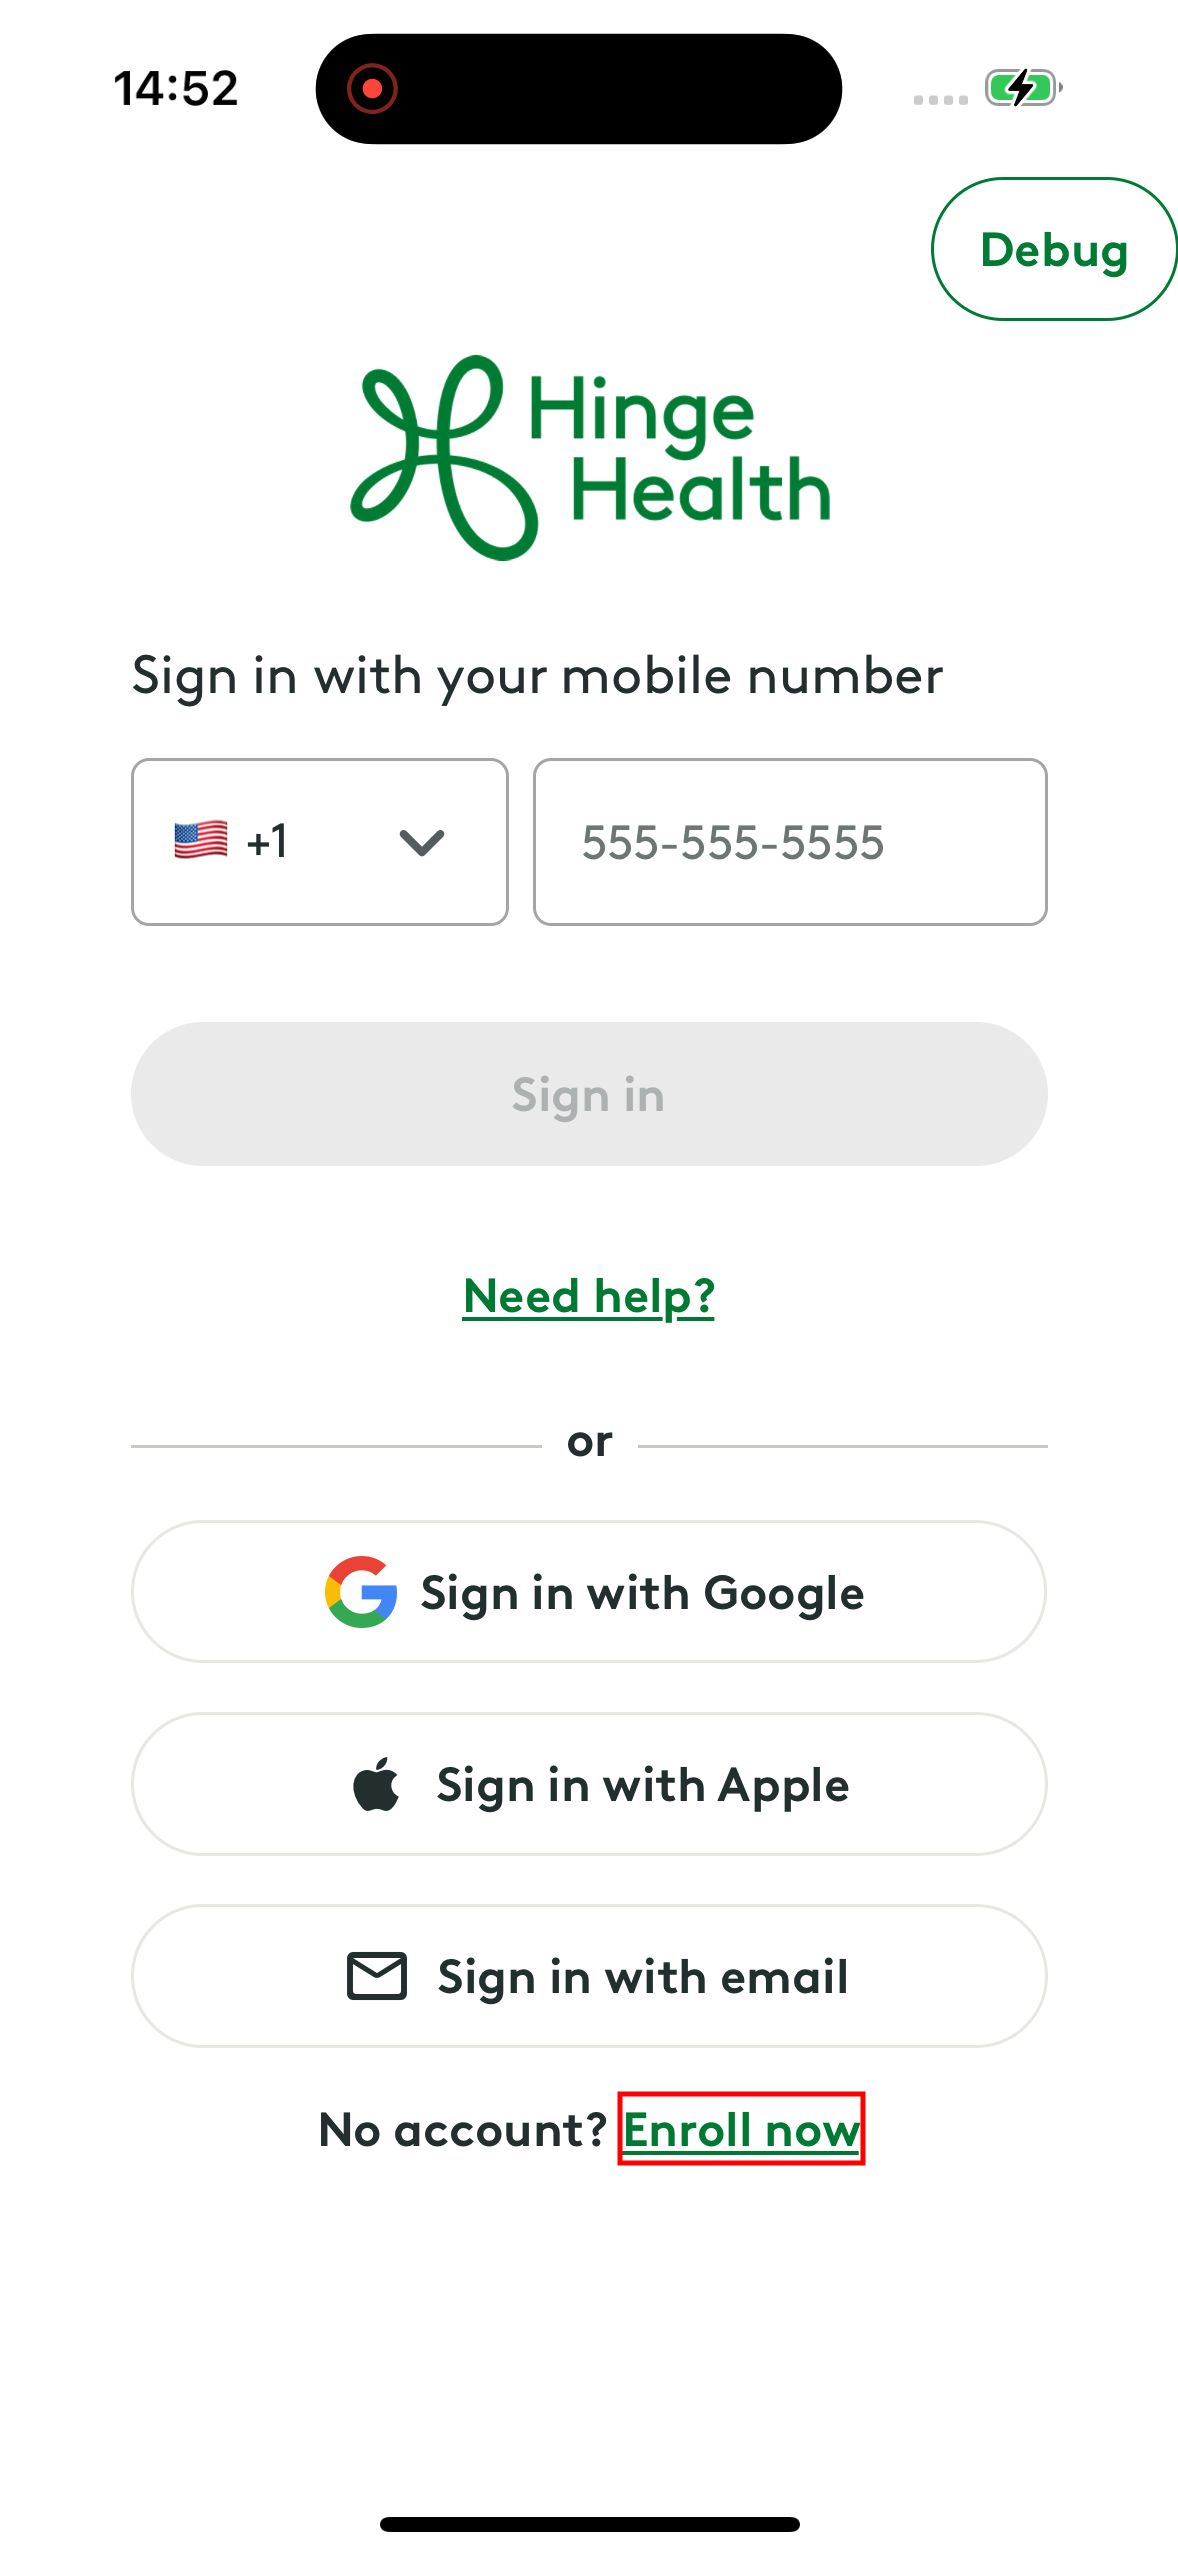 14:52
Debug
Hinge
Health
Sign in with your mobile number
+1
555-555-5555
Sign in
Need help?
or
Sign in with Google
Sign in with Apple
Sign in with email
No account? Enroll now